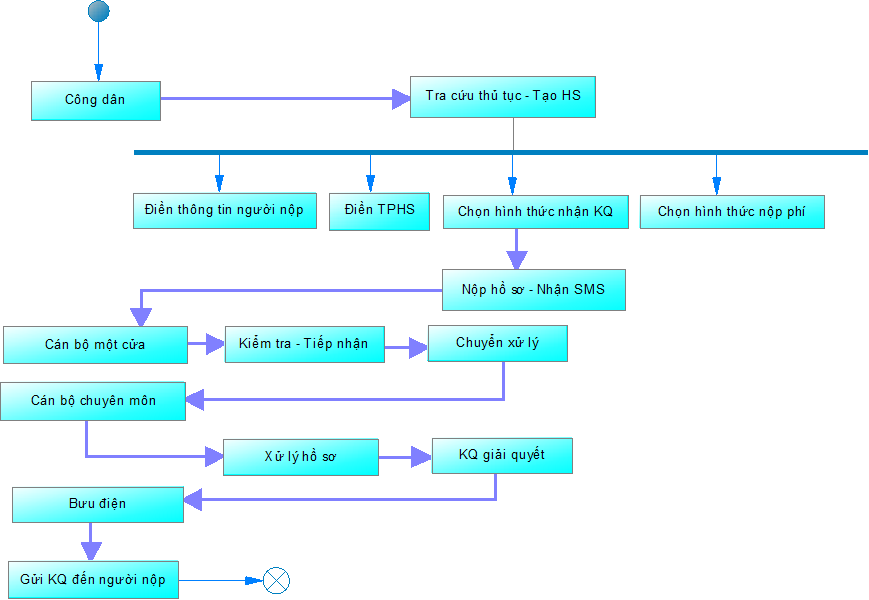 Công dân
Tra cứu thủ tục - Tạo HS
Điền thông tin người nộp
Điền TPHS
Chọn hình thức nhận KQ
Chọn hình thức nộp phí
Nộp hồ sơ - Nhận SMS
Cán bộ một cửa
Kiểm tra - Tiếp nhận
Chuyển xử lý
Cán bộ chuyên môn
Xử lý hồ sơ
KQ giải quyết
Bưu điện
Gửi KQ đến người nộp